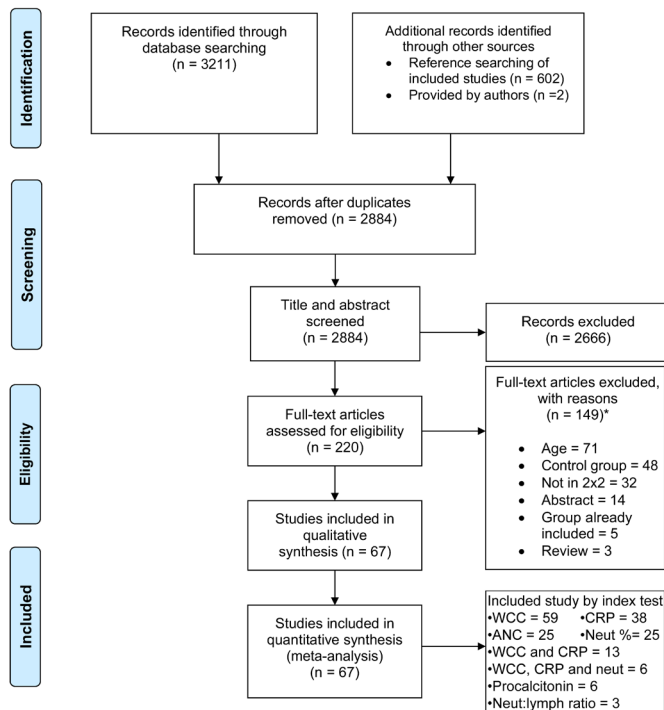 Identification
Records identified through
database searching
(n = 3211)
Additional records identified
through other sources
• Reference searching of
included studies (n = 602)
• Provided by authors (n =2)
Screening
Records after duplicates
removed (n = 2884)
Title and abstract
screened
(n = 2884)
Records excluded
(n = 2666)
Eligibility
Full-text articles
assessed for eligibility
(n = 220)
Full-text articles excluded,
with reasons
(n = 149)*
• Age = 71
• Control group = 48
• Not in 2x2 = 32
• Abstract = 14
• Group already
included = 5
• Review = 3
Studies included in
qualitative
synthesis (n = 67)
Included
Studies included in
quantitative synthesis
(meta-analysis)
(n = 67)
Included study by index test
•WCC = 59 •CRP = 38
•ANC = 25 •Neut %= 25
•WCC and CRP = 13
•WCC, CRP and neut = 6
•Procalcitonin = 6
•Neut:lymph ratio = 3